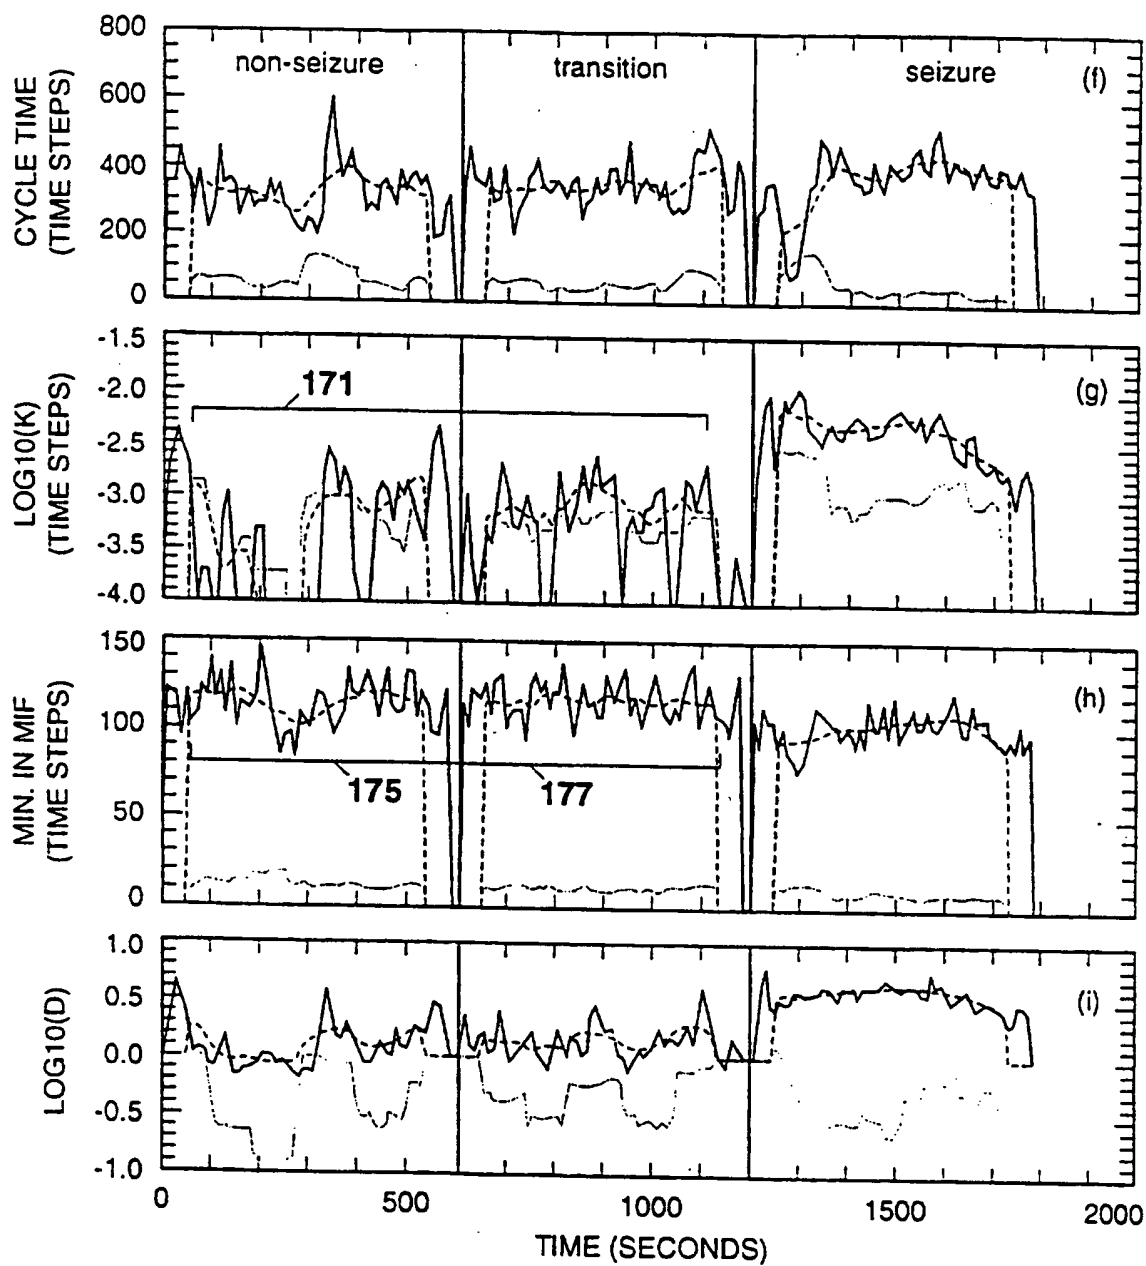 800
600
400
200
0
CYCLE TIME
(TIME STEPS)
non-seizure
transition
seizure
(f)
-1.5
-2.0
-2.5
-3.0
-3.5
-4.0
LOG10(K)
(TIME STEPS)
171
(g)
150
100
50
0
MIN. IN MIF
(TIME STEPS)
175
177
(h)
1.0
0.5
0.0
-0.5
-1.0
LOG10(D)
(i)
0
500
1000
1500
2000
TIME (SECONDS)